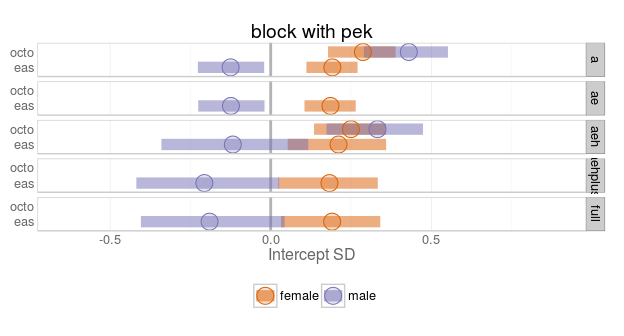 block with pek
octo
eas
a
octo
eas
ae
octo
eas
aeh
octo
eas
octo
eas
full
-0.5
0.0
0.5
Intercept SD
female
male